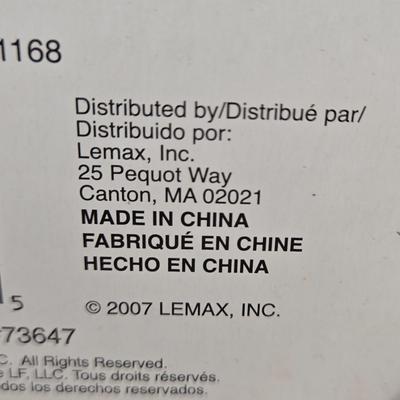 1168
Distributed by/Distribué par/
Distribuido por:
Lemax, Inc.
25 Pequot Way
Canton, MA 02021
MADE IN CHINA
FABRIQUÉ EN CHINE
HECHO EN CHINA
5
© 2007 LEMAX, INC.
73647
C. All Rights Reserved.
e LF, LLC. Tous droits réservés.
dos los derechos reservados.